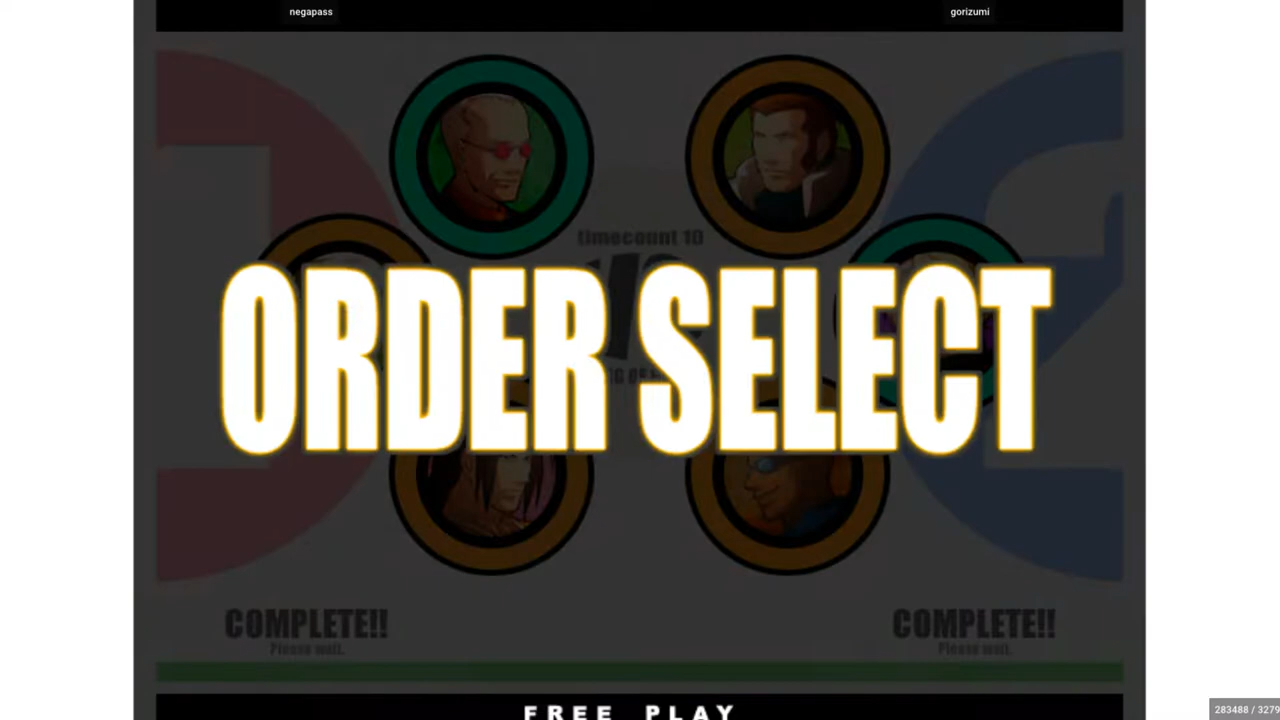 negapass gorizumi
timecount 10
ORDER SELECT
COMPLETE!! COMPLETE!!
Please wait. Please wait.
FREE PLAY
283488 / 3279